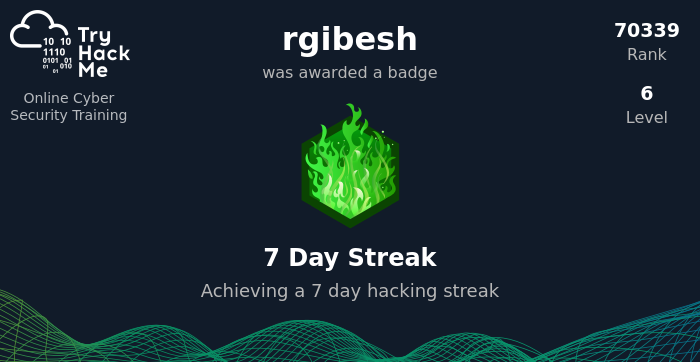 Try
Hack
Me
10 10
1110
0101 01
01 010
01
Online Cyber
Security Training
rgibesh
was awarded a badge
70339
Rank
6
Level
7 Day Streak
Achieving a 7 day hacking streak